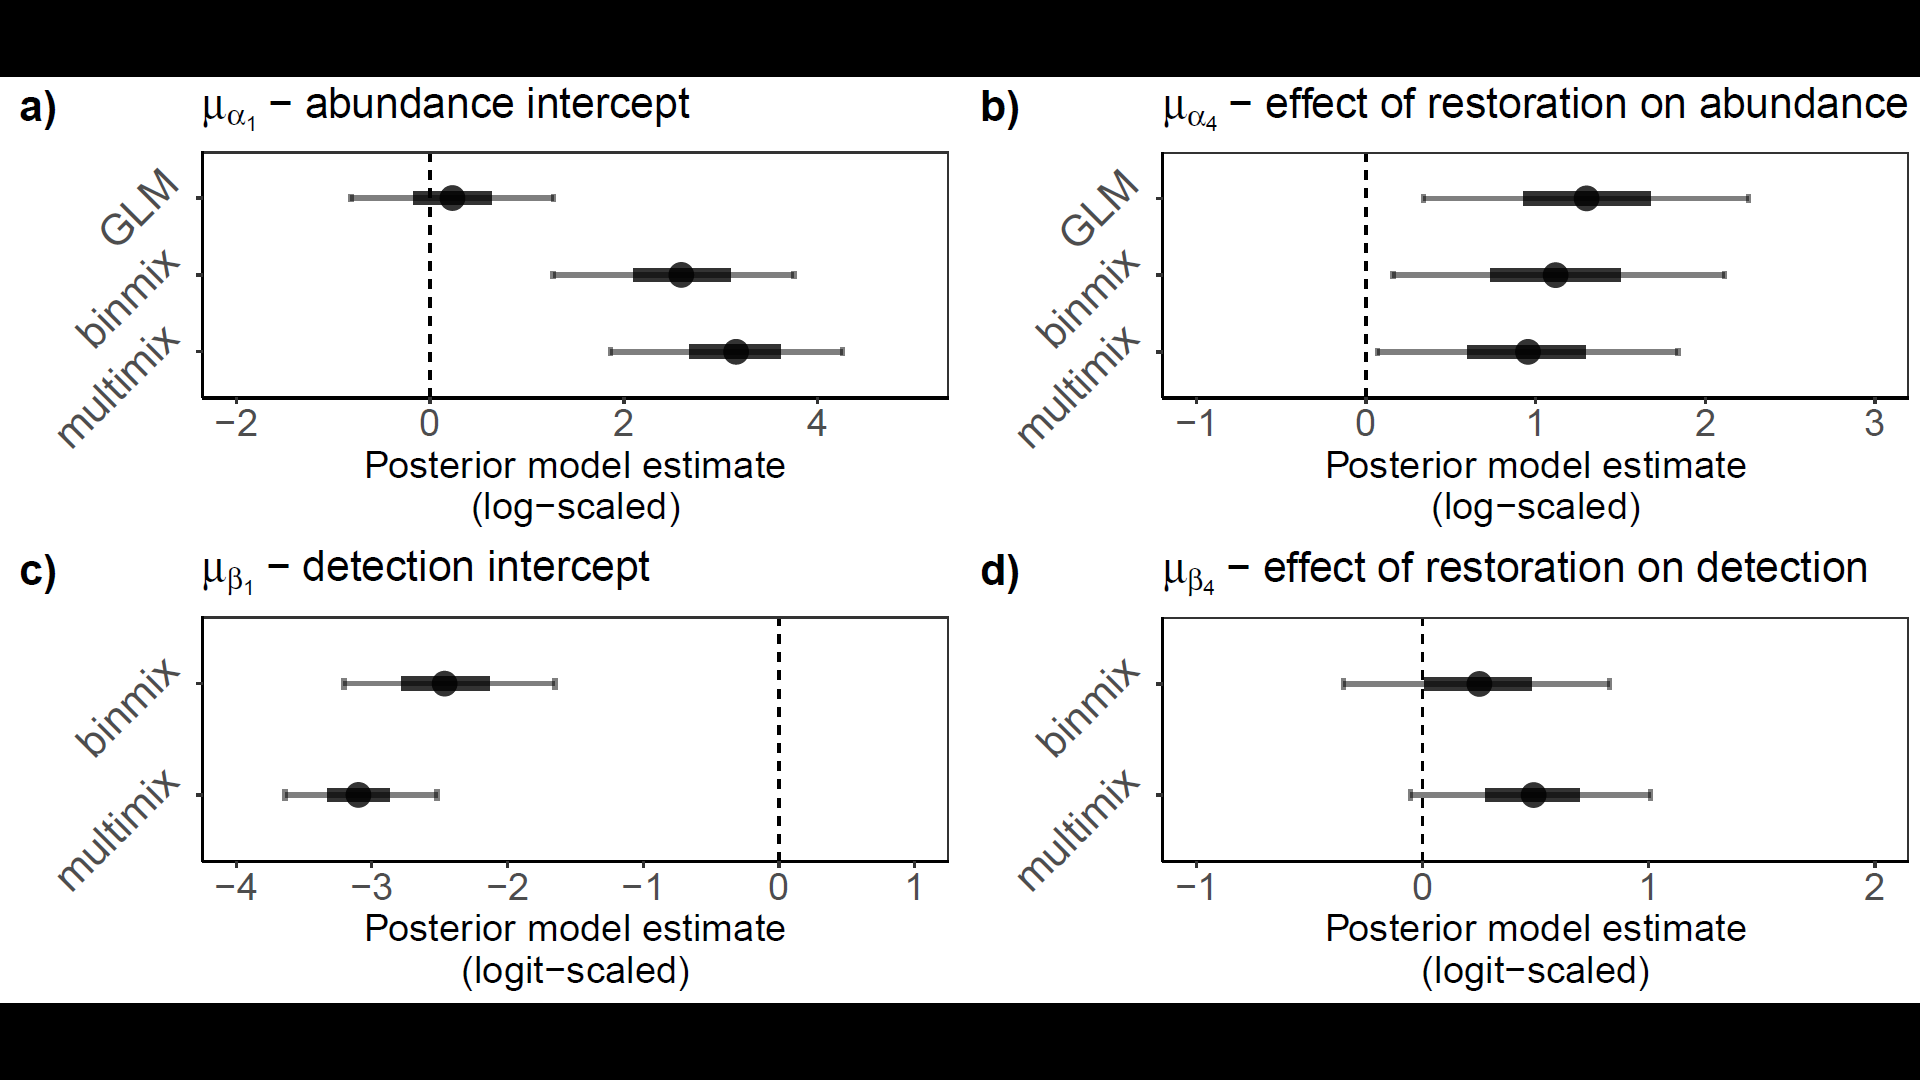 a) μα1 − abundance intercept
GLM
binmix
multimix
−2 0 2 4
Posterior model estimate
(log−scaled)
b) μα4 − effect of restoration on abundance
GLM
binmix
multimix
−1 0 1 2 3
Posterior model estimate
(log−scaled)
c) μβ1 − detection intercept
binmix
multimix
−4 −3 −2 −1 0 1
Posterior model estimate
(logit−scaled)
d) μβ4 − effect of restoration on detection
binmix
multimix
−1 0 1 2
Posterior model estimate
(logit−scaled)